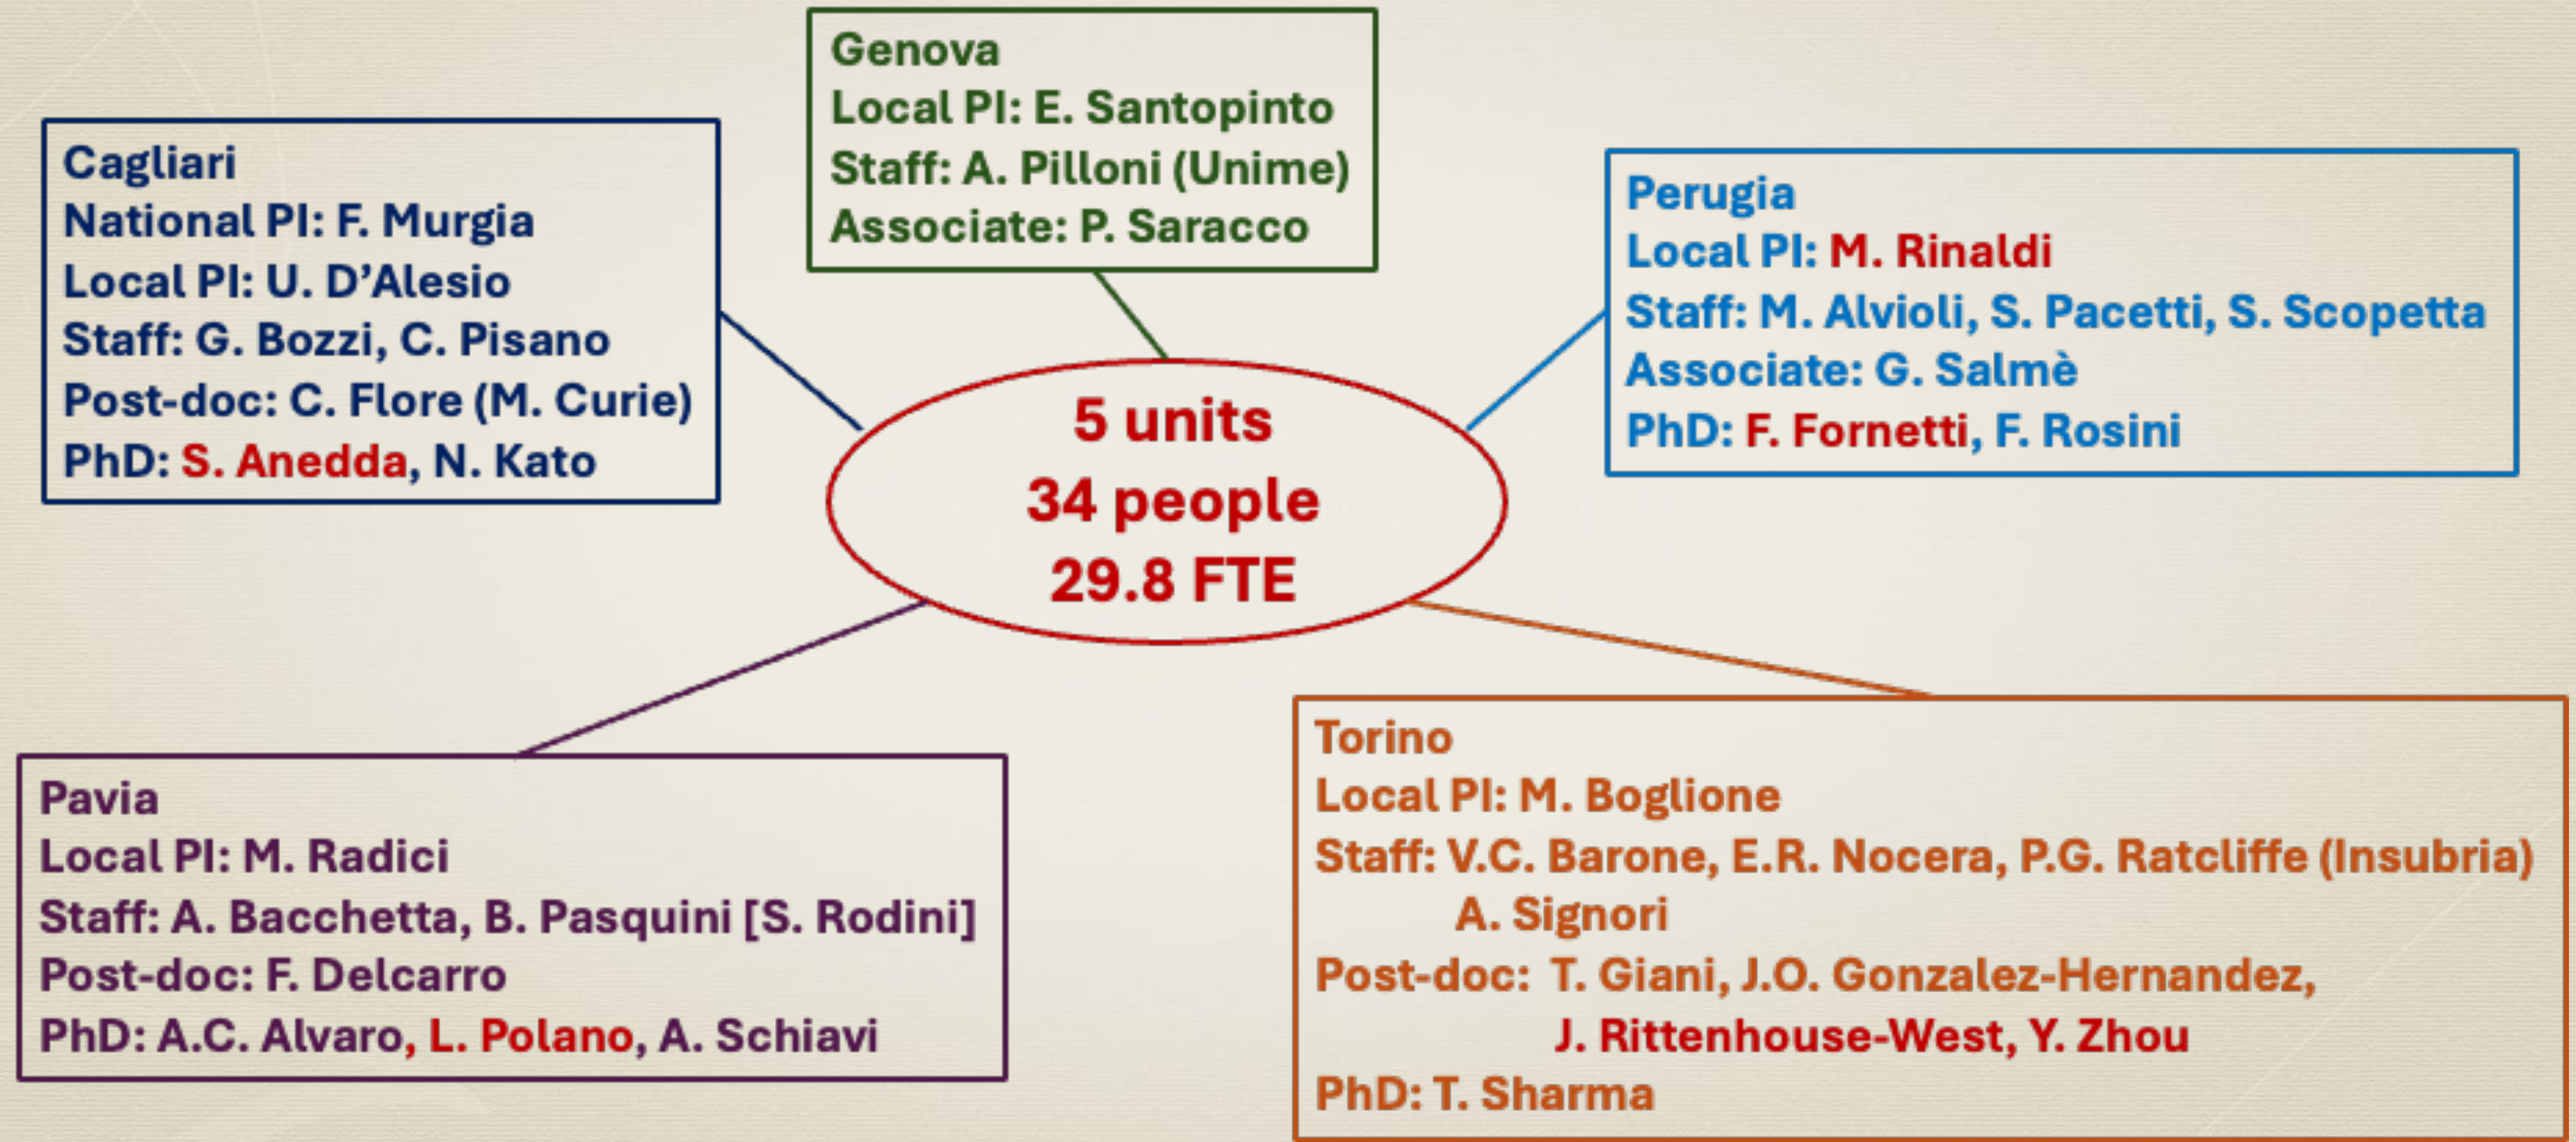 Genova
Local PI: E. Santopinto
Staff: A. Pilloni (Unime)
Associate: P. Saracco
Cagliari
National PI: F. Murgia
Local PI: U. D’Alesio
Staff: G. Bozzi, C. Pisano
Post-doc: C. Flore (M. Curie)
PhD: S. Anedda, N. Kato
Perugia
Local PI: M. Rinaldi
Staff: M. Alvioli, S. Pacetti, S. Scopetta
Associate: G. Salmè
PhD: F. Fornetti, F. Rosini
5 units
34 people
29.8 FTE
Pavia
Local PI: M. Radici
Staff: A. Bacchetta, B. Pasquini [S. Rodini]
Post-doc: F. Delcarro
PhD: A.C. Alvaro, L. Polano, A. Schiavi
Torino
Local PI: M. Boglione
Staff: V.C. Barone, E.R. Nocera, P.G. Ratcliffe (Insubria)
A. Signori
Post-doc: T. Giani, J.O. Gonzalez-Hernandez,
J. Rittenhouse-West, Y. Zhou
PhD: T. Sharma